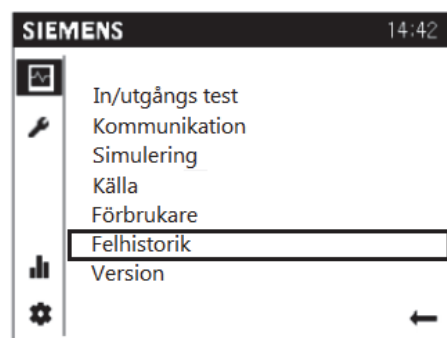 SIEMENS 14:42
In/utgångs test
Kommunikation
Simulering
Källa
Förbrukare
Felhistorik
Version